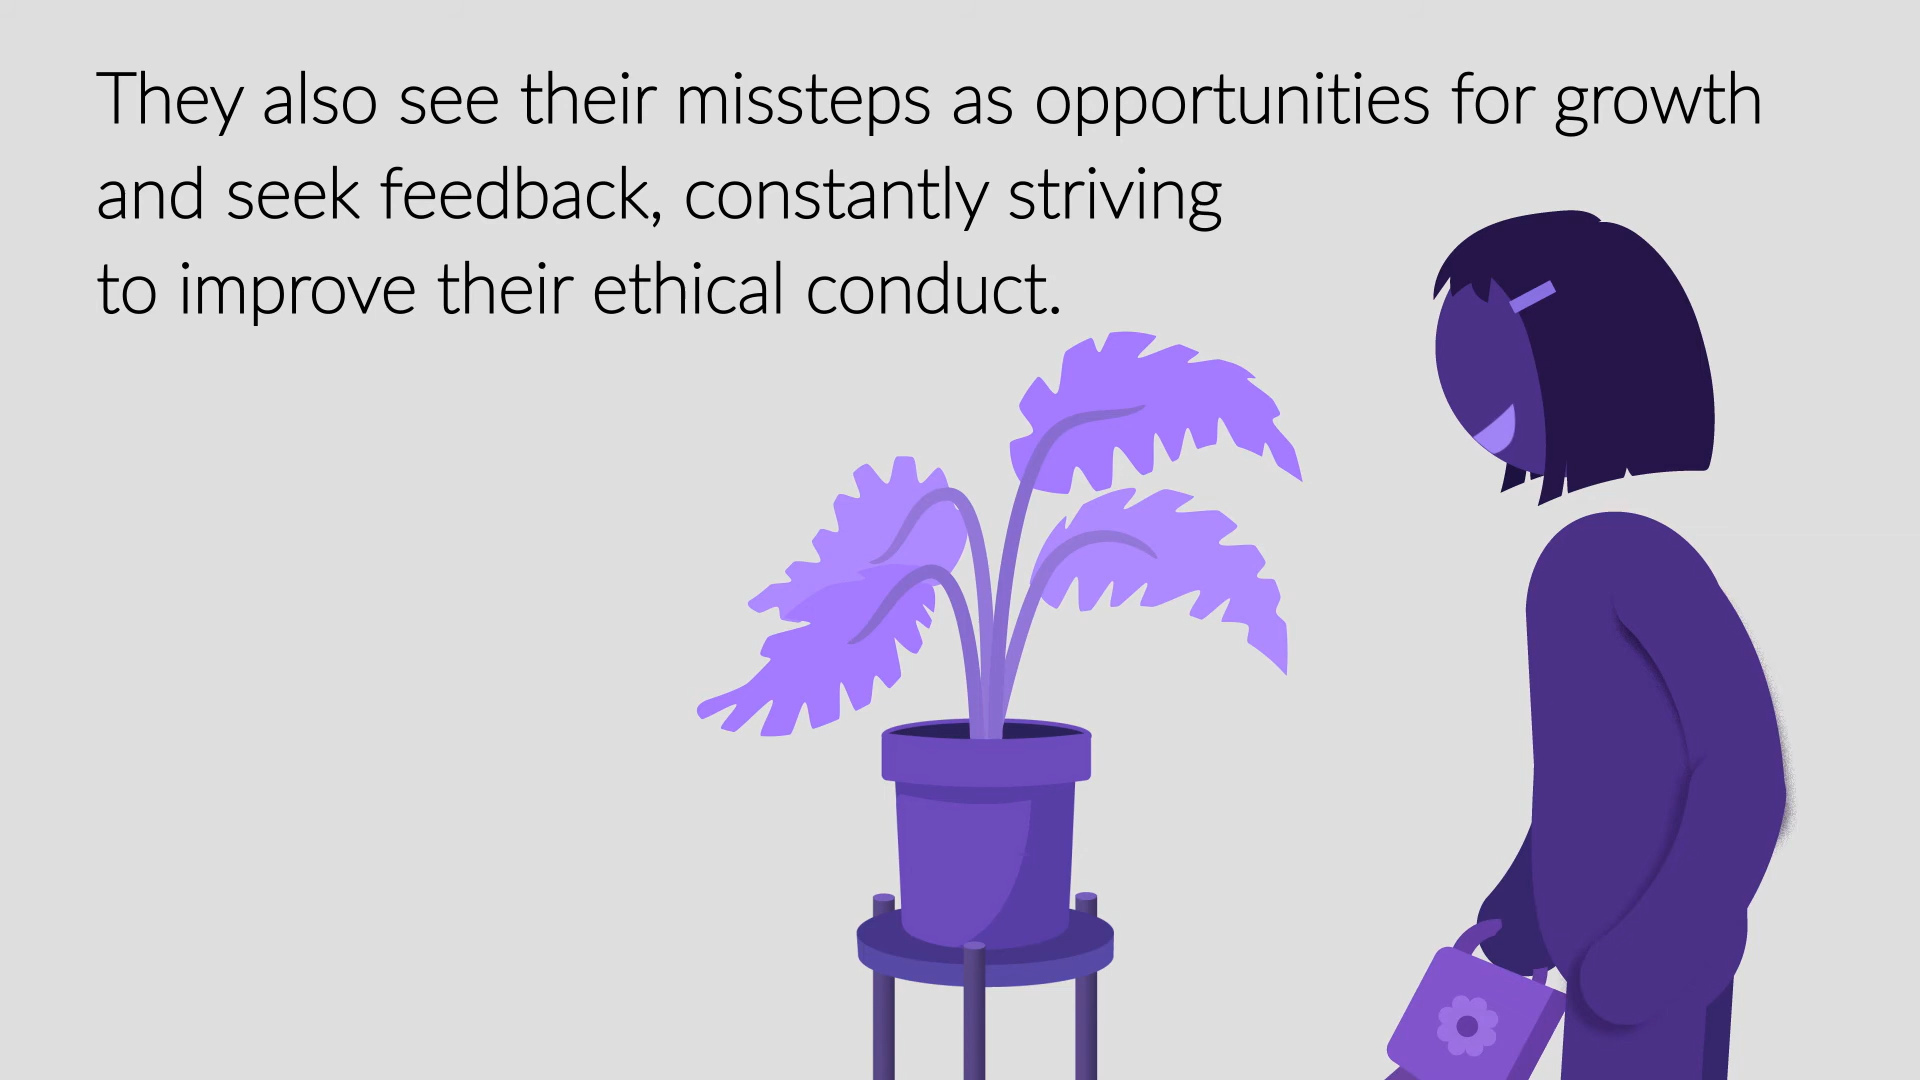 They also see their missteps as opportunities for growth
and seek feedback, constantly striving
to improve their ethical conduct.